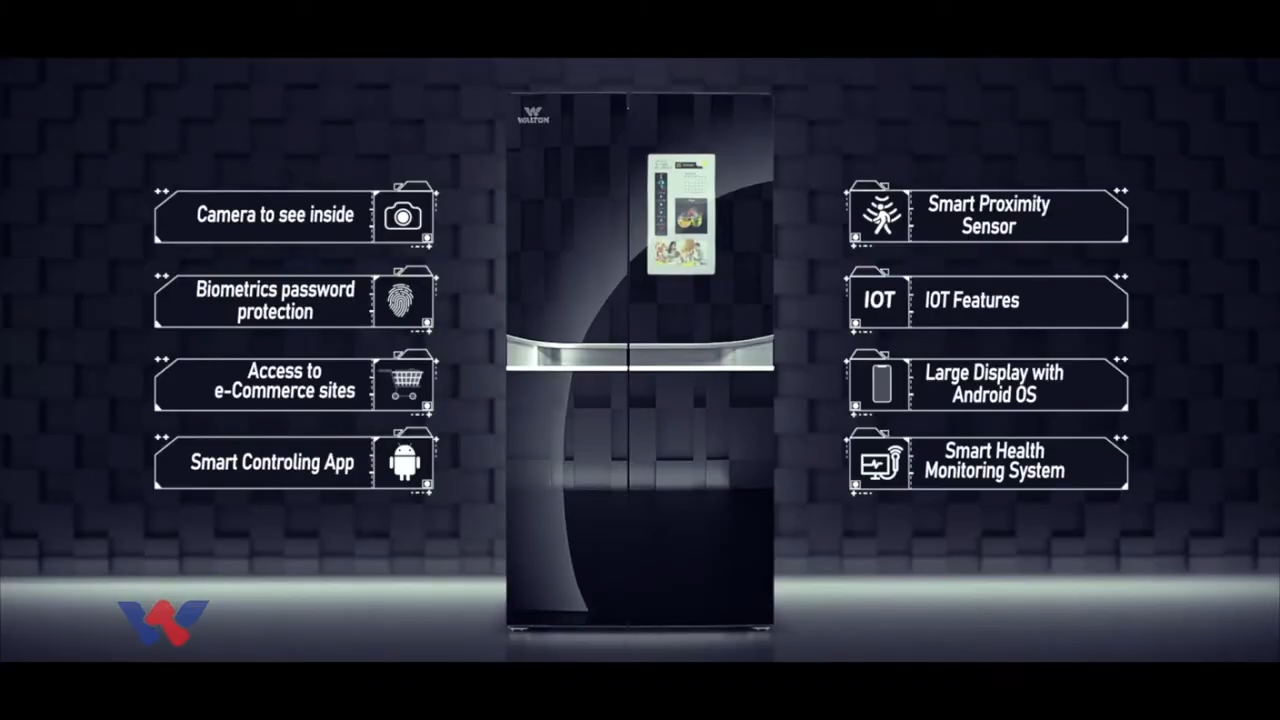 WALTON
Camera to see inside
Biometrics password
protection
Access to
e-Commerce sites
Smart Controling App
Smart Proximity
Sensor
IOT
IOT Features
Large Display with
Android OS
Smart Health
Monitoring System